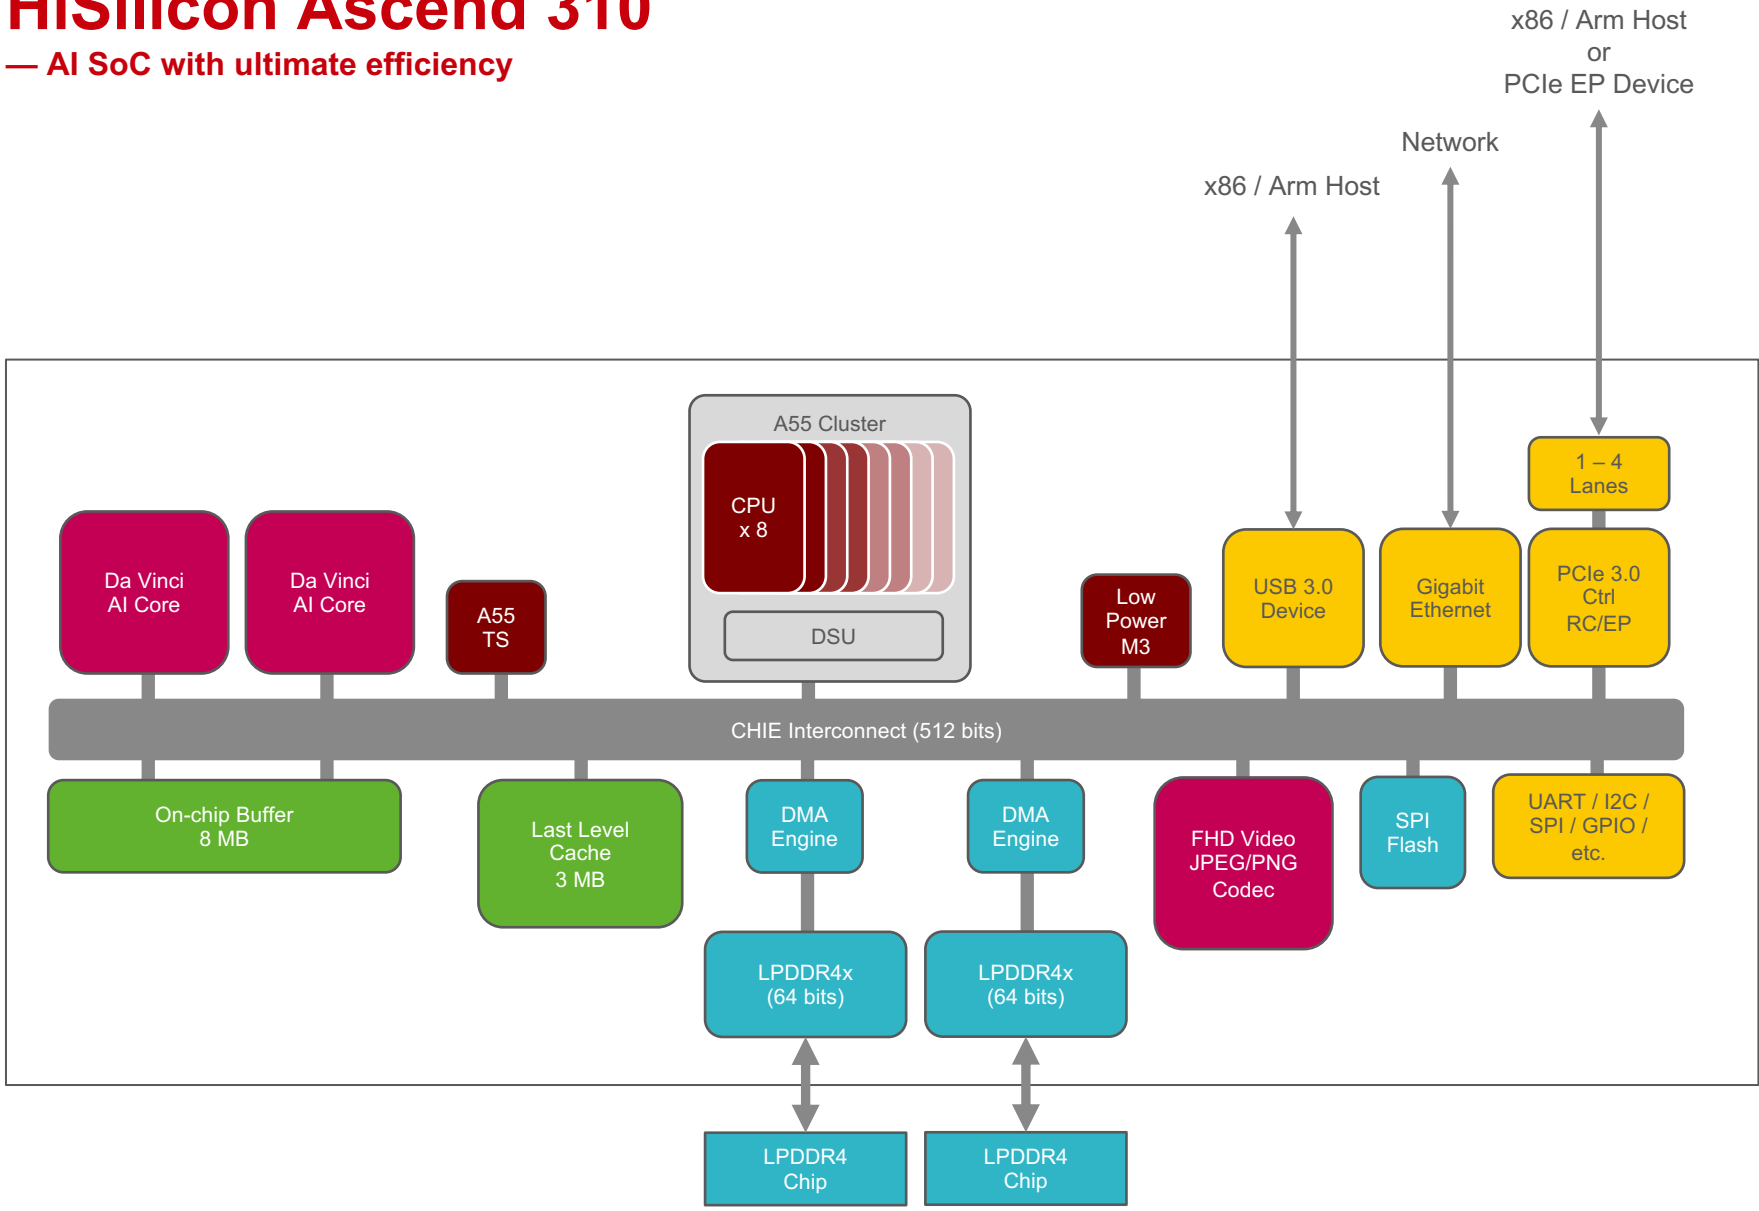 HiSilicon Ascend 310
— AI SoC with ultimate efficiency
x86 / Arm Host
or
PCIe EP Device
Network
x86 / Arm Host
A55 Cluster
CPU
x 8
DSU
1 – 4
Lanes
Da Vinci
AI Core
Da Vinci
AI Core
A55
TS
Low
Power
M3
USB 3.0
Device
Gigabit
Ethernet
PCIe 3.0
Ctrl
RC/EP
CHIE Interconnect (512 bits)
On-chip Buffer
8 MB
Last Level
Cache
3 MB
DMA
Engine
DMA
Engine
FHD Video
JPEG/PNG
Codec
SPI
Flash
UART / I2C /
SPI / GPIO /
etc.
LPDDR4x
(64 bits)
LPDDR4x
(64 bits)
LPDDR4
Chip
LPDDR4
Chip